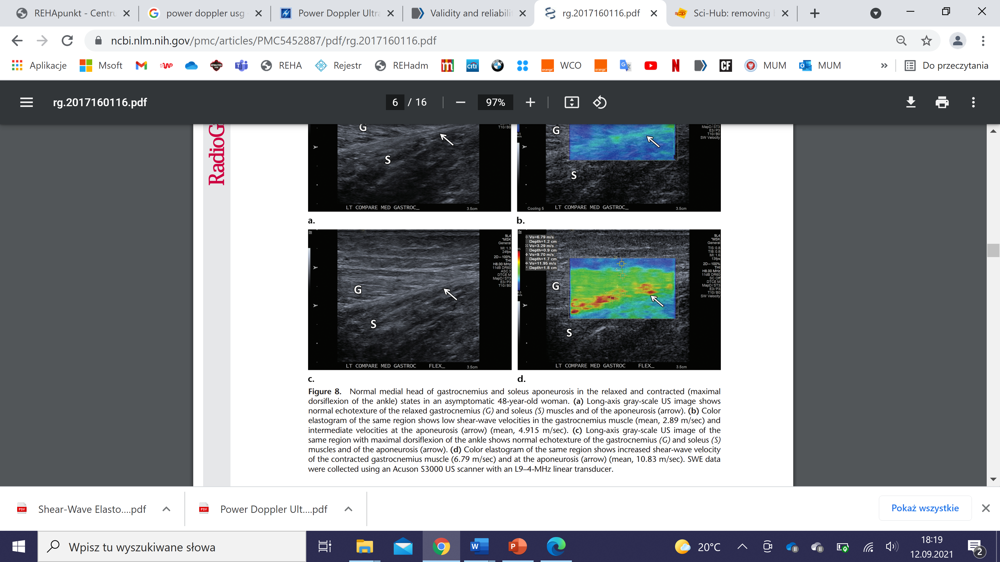 REHApunkt - Centru
power doppler usg
Power Doppler Ultra
Validity and reliabilit
rg.2017160116.pdf
Sci-Hub: removing
ncbi.nlm.nih.gov/pmc/articles/PMC5452887/pdf/rg.2017160116.pdf
Aplikacje
Msoft
REHA
Rejestr
REHadm
citi
orange
WCO
CF
MUM
MUM
Do przeczytania
rg.2017160116.pdf
6 / 16
97%
RadioG
G
S
T10/B0
LT COMPARE MED GASTROC_
3.5cm
G
S
0.5
m/s
MapD/ST3
E3/P3
T10/B0
SW Velocity
Cooling 5
LT COMPARE MED GASTROC_
3.5cm
a.
b.
G
S
9L4
*MSK
General
MI: 1.3
24fps
2D--100%
THI
H8.00 MHz
11dB DR60
ASC 3
DTCE M
MapD/ST3
E3/P3
T10/B0
LT COMPARE MED GASTROC FLEX_
3.5cm
Vs=6.79 m/s
Depth=1.2 cm
Vs=3.29 m/s
Depth=0.9 cm
Vs=9.70 m/s
Depth=1.7 cm
Vs=11.95 m/s
Depth=1.8 cm
15
0.5
m/s
G
S
9L4
*MSK
General
TIS: 0.8
TIB: 0.8
MI: 1.6
13fps
2D--100%
THI
H8.00 MHz
11dB DR60
SC Off
DTCE M
MapD/ST3
E3/P3
T10/B0
SW Velocity
LT COMPARE MED GASTROC FLEX_
3.5cm
c.
d.
Figure 8. Normal medial head of gastrocnemius and soleus aponeurosis in the relaxed and contracted (maximal
dorsiflexion of the ankle) states in an asymptomatic 48-year-old woman. (a) Long-axis gray-scale US image shows
normal echotexture of the relaxed gastrocnemius (G) and soleus (S) muscles and of the aponeurosis (arrow). (b) Color
elastogram of the same region shows low shear-wave velocities in the gastrocnemius muscle (mean, 2.89 m/sec) and
intermediate velocities at the aponeurosis (arrow) (mean, 4.915 m/sec). (c) Long-axis gray-scale US image of the
same region with maximal dorsiflexion of the ankle shows normal echotexture of the gastrocnemius (G) and soleus (S)
muscles and of the aponeurosis (arrow). (d) Color elastogram of the same region shows increased shear-wave velocity
of the contracted gastrocnemius muscle (6.79 m/sec) and at the aponeurosis (arrow) (mean, 10.83 m/sec). SWE data
were collected using an Acuson S3000 US scanner with an L9–4-MHz linear transducer.
Shear-Wave Elasto....pdf
Power Doppler Ult....pdf
Pokaż wszystkie
Wpisz tu wyszukiwane słowa
20°C
18:19
12.09.2021
2